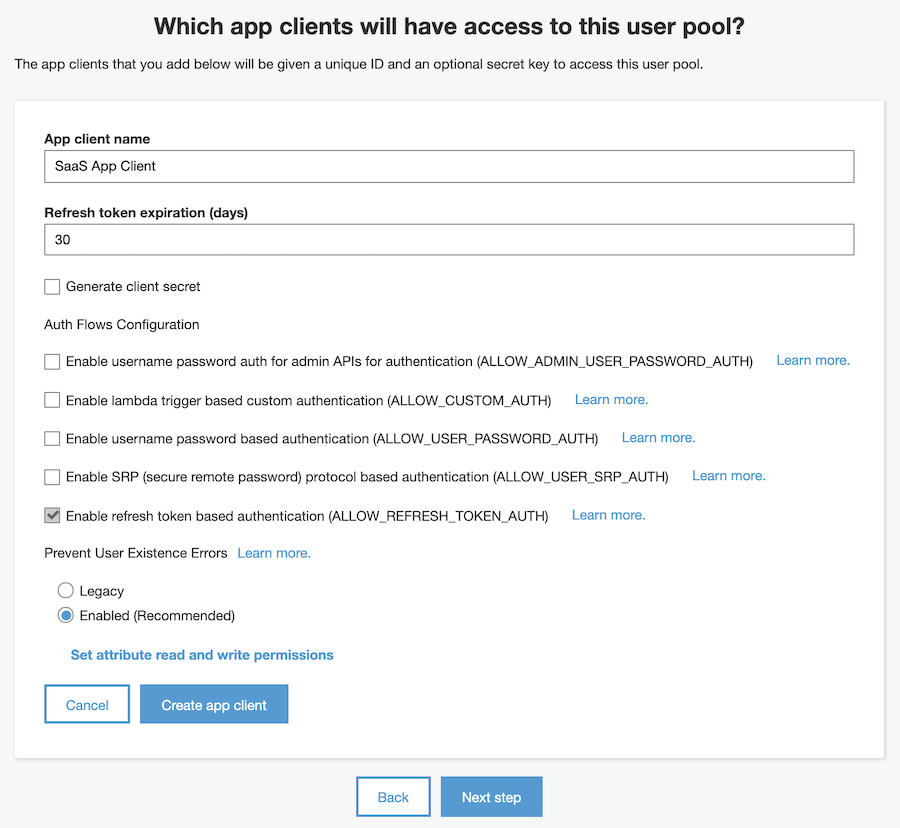 Which app clients will have access to this user pool?
The app clients that you add below will be given a unique ID and an optional secret key to access this user pool.
App client name
SaaS App Client
Refresh token expiration (days)
30
Generate client secret
Auth Flows Configuration
Enable username password auth for admin APIs for authentication (ALLOW_ADMIN_USER_PASSWORD_AUTH) Learn more.
Enable lambda trigger based custom authentication (ALLOW_CUSTOM_AUTH) Learn more.
Enable username password based authentication (ALLOW_USER_PASSWORD_AUTH) Learn more.
Enable SRP (secure remote password) protocol based authentication (ALLOW_USER_SRP_AUTH) Learn more.
Enable refresh token based authentication (ALLOW_REFRESH_TOKEN_AUTH) Learn more.
Prevent User Existence Errors Learn more.
Legacy
Enabled (Recommended)
Set attribute read and write permissions
Cancel Create app client
Back Next step